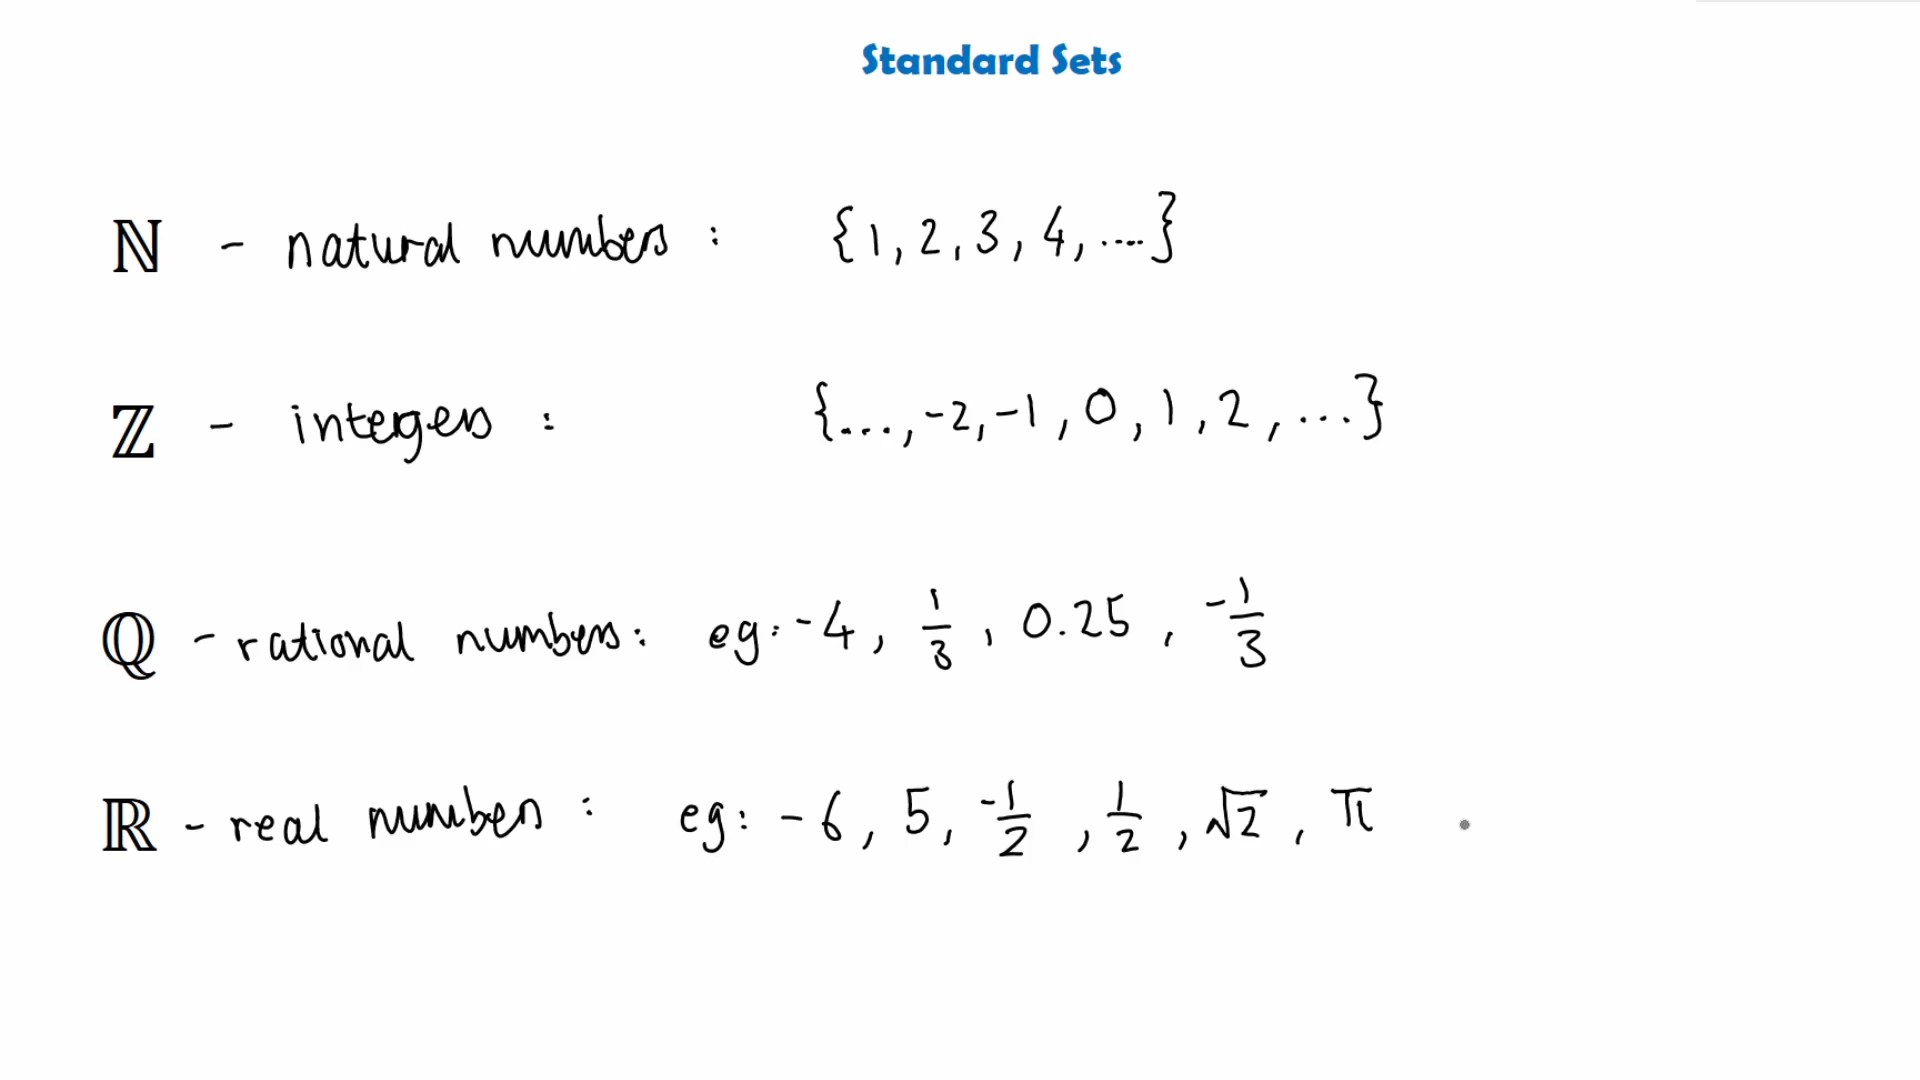 Standard Sets
ℕ - natural numbers : {1, 2, 3, 4, ....}
ℤ - integers : {..., -2, -1, 0, 1, 2, ...}
ℚ - rational numbers: eg: -4, 1/3, 0.25, -1/3
ℝ - real numbers : eg: -6, 5, -1/2, 1/2, √2, π